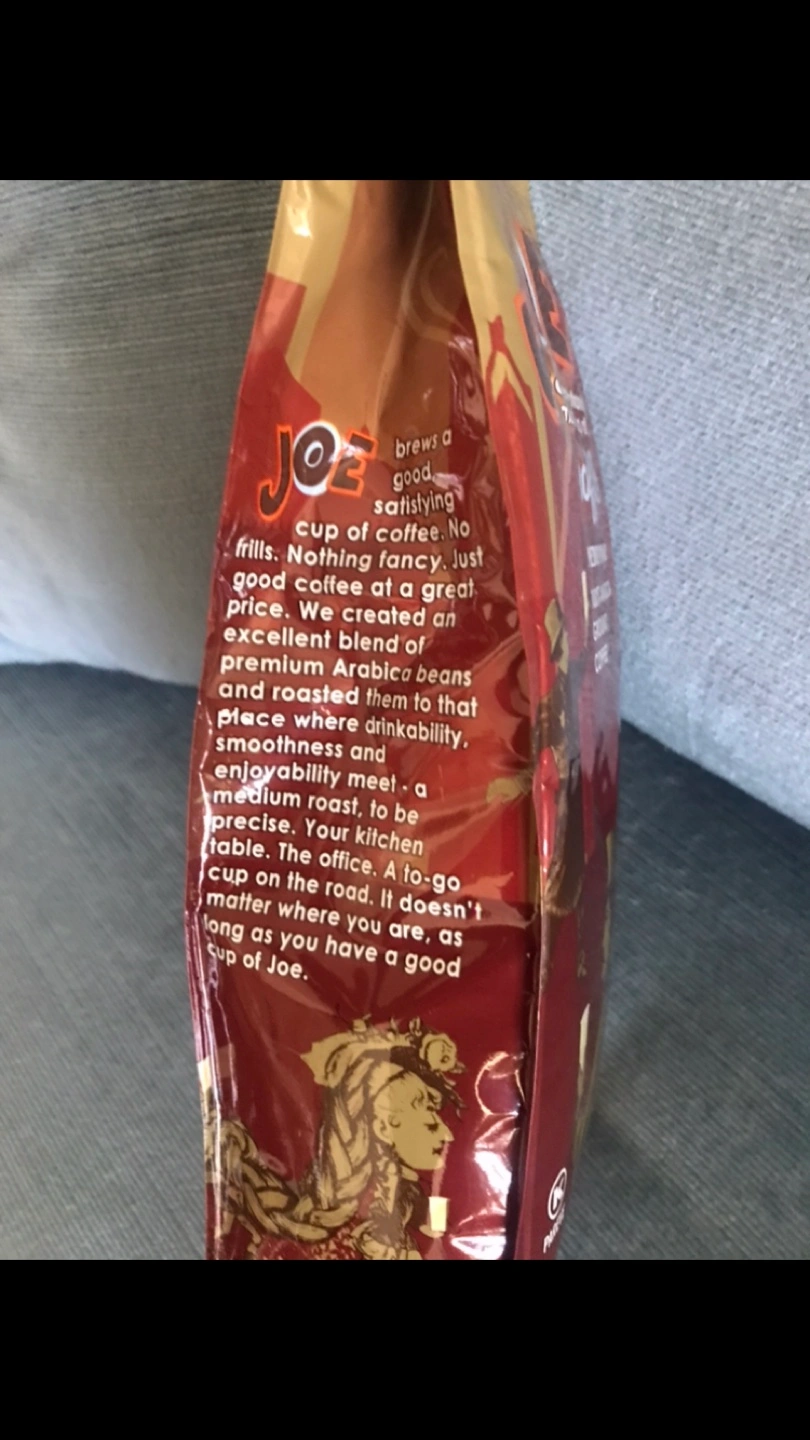 JOE brews a
good,
satisfying
cup of coffee. No
frills. Nothing fancy. Just
good coffee at a great
price. We created an
excellent blend of
premium Arabica beans
and roasted them to that
place where drinkability,
smoothness and
enjoyability meet - a
medium roast, to be
precise. Your kitchen
table. The office. A to-go
cup on the road. It doesn't
matter where you are, as
long as you have a good
cup of Joe.
GROUND
COFFEE
K